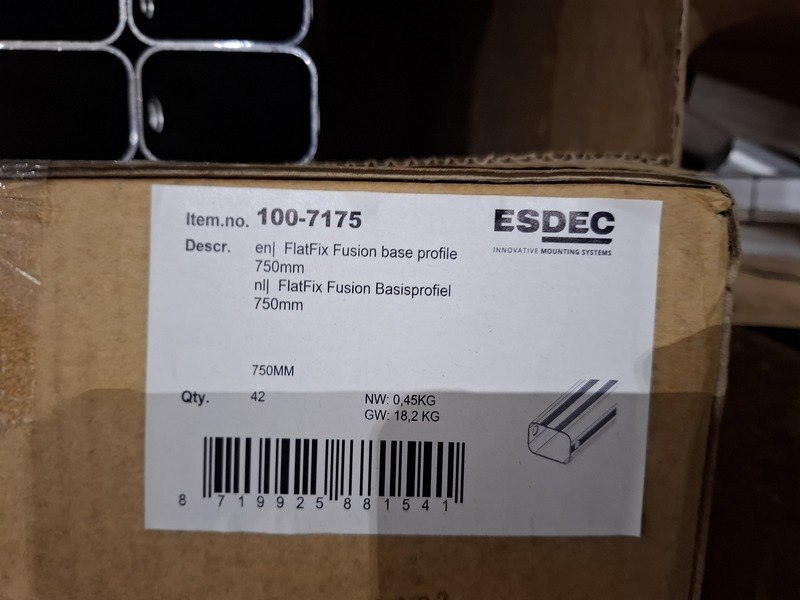 Item.no. 100-7175
ESDEC
INNOVATIVE MOUNTING SYSTEMS
Descr. en| FlatFix Fusion base profile
750mm
nl| FlatFix Fusion Basisprofiel
750mm
750MM
Qty. 42
NW: 0,45KG
GW: 18,2 KG
8 719925 881541